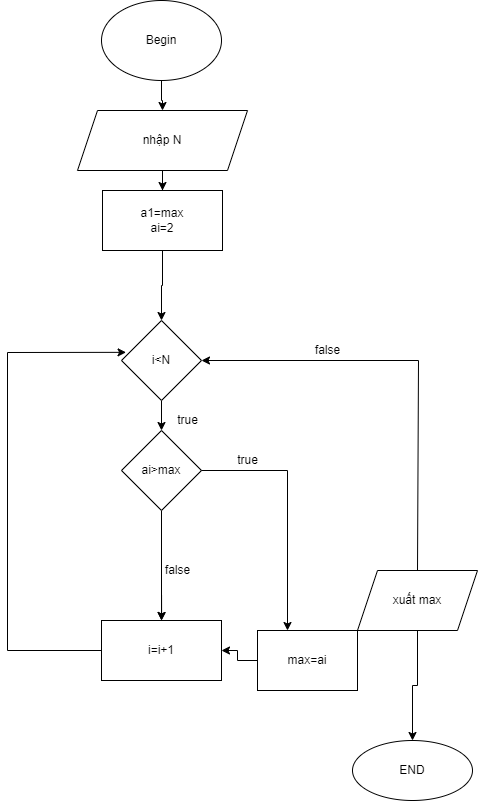 Begin
nhập N
a1=max
ai=2
i<N
false
true
ai>max
true
false
xuất max
i=i+1
max=ai
END